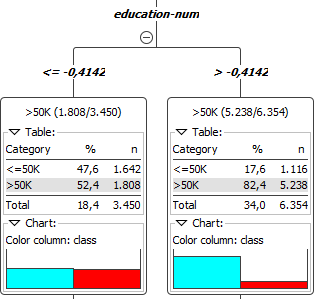 education-num
<= -0,4142
> -0,4142
>50K (1.808/3.450)
Table:
Category % n
<=50K 47,6 1.642
>50K 52,4 1.808
Total 18,4 3.450
Chart:
Color column: class
>50K (5.238/6.354)
Table:
Category % n
<=50K 17,6 1.116
>50K 82,4 5.238
Total 34,0 6.354
Chart:
Color column: class